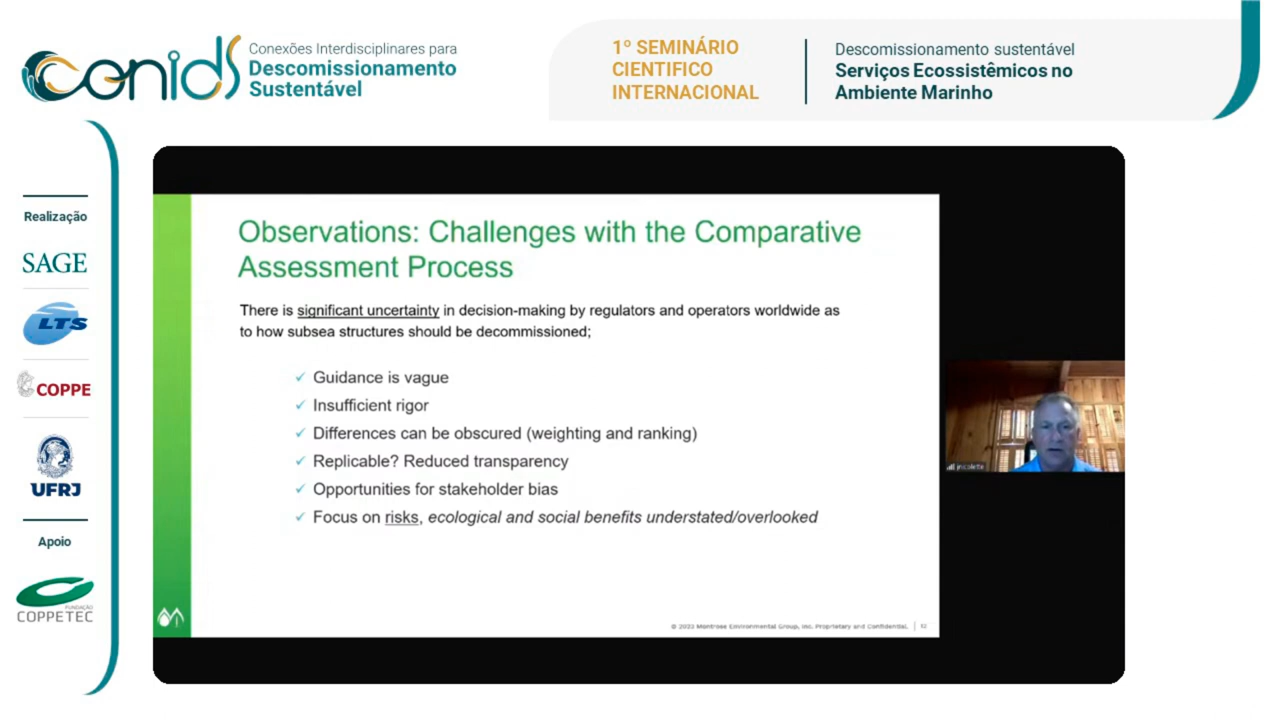 conids
Conexões Interdisciplinares para
Descomissionamento
Sustentável
1º SEMINÁRIO
CIENTIFICO
INTERNACIONAL
Descomissionamento sustentável
Serviços Ecossistêmicos no
Ambiente Marinho
Realização
SAGE
LTS
COPPE
UFRJ
Apoio
FUNDAÇÃO
COPPETEC
Observations: Challenges with the Comparative
Assessment Process
There is significant uncertainty in decision-making by regulators and operators worldwide as
to how subsea structures should be decommissioned;
✓ Guidance is vague
✓ Insufficient rigor
✓ Differences can be obscured (weighting and ranking)
✓ Replicable? Reduced transparency
✓ Opportunities for stakeholder bias
✓ Focus on risks, ecological and social benefits understated/overlooked
© 2023 Montrose Environmental Group, Inc. Proprietary and Confidential.